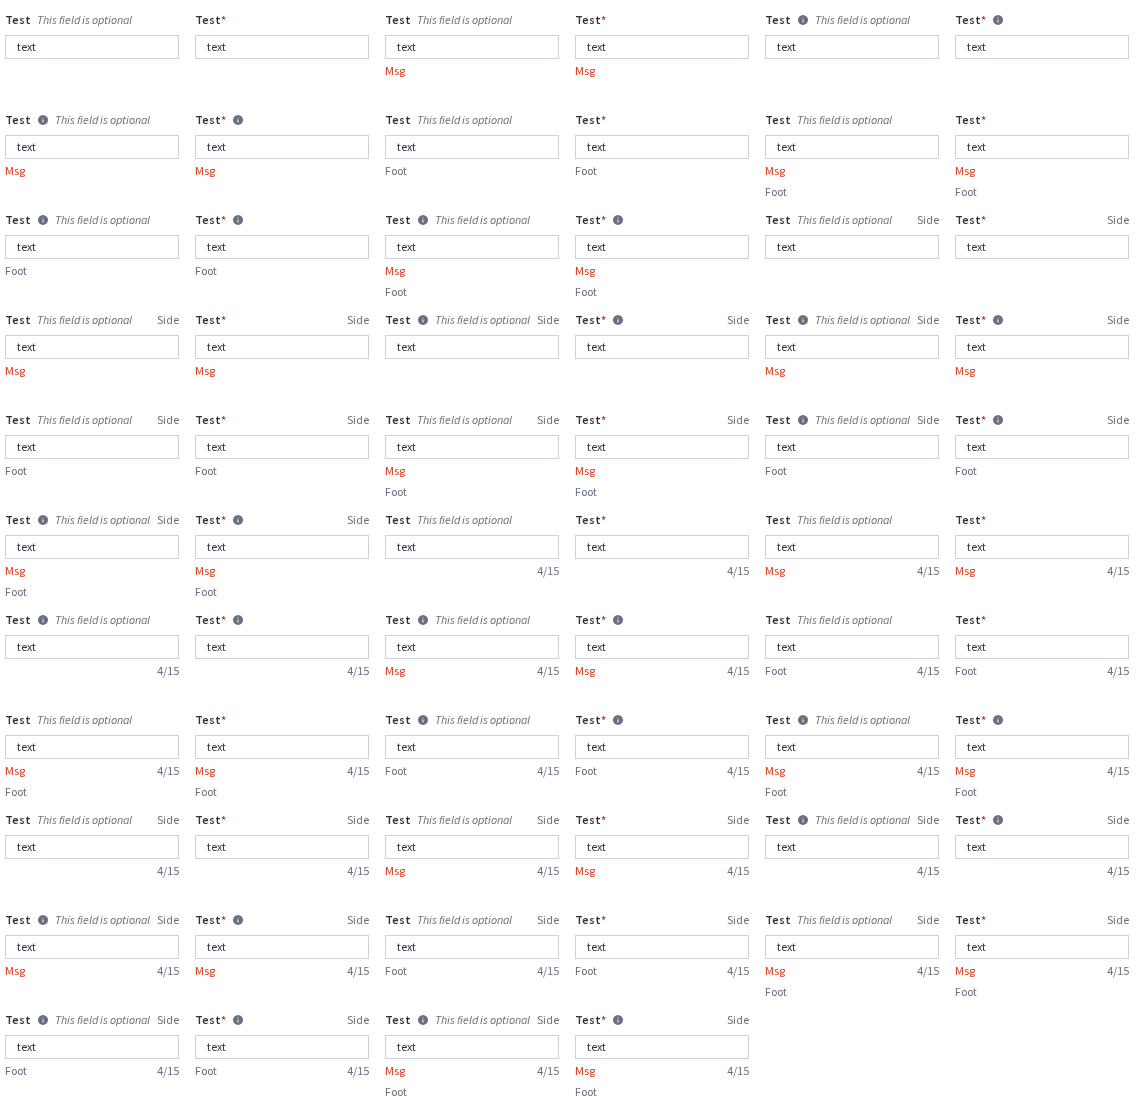 Test This field is optional Test* Test This field is optional Test* Test This field is optional Test*
text text text text text text
Msg Msg
Test This field is optional Test* Test This field is optional Test* Test This field is optional Test*
text text text text text text
Msg Msg Foot Foot Msg Msg
Foot Foot
Test This field is optional Test* Test This field is optional Test* Test This field is optional Side Test* Side
text text text text text text
Foot Foot Msg Msg
Foot Foot
Test This field is optional Side Test* Side Test This field is optional Side Test* Side Test This field is optional Side Test* Side
text text text text text text
Msg Msg Msg Msg
Test This field is optional Side Test* Side Test This field is optional Side Test* Side Test This field is optional Side Test* Side
text text text text text text
Foot Foot Msg Msg Foot Foot
Foot Foot
Test This field is optional Side Test* Side Test This field is optional Test* Test This field is optional Test*
text text text text text text
Msg Msg 4/15 4/15 Msg 4/15 Msg 4/15
Foot Foot
Test This field is optional Test* Test This field is optional Test* Test This field is optional Test*
text text text text text text
4/15 4/15 Msg 4/15 Msg 4/15 Foot 4/15 Foot 4/15
Test This field is optional Test* Test This field is optional Test* Test This field is optional Test*
text text text text text text
Msg 4/15 Msg 4/15 Foot 4/15 Foot 4/15 Msg 4/15 Msg 4/15
Foot Foot Foot Foot
Test This field is optional Side Test* Side Test This field is optional Side Test* Side Test This field is optional Side Test* Side
text text text text text text
4/15 4/15 Msg 4/15 Msg 4/15 4/15 4/15
Test This field is optional Side Test* Side Test This field is optional Side Test* Side Test This field is optional Side Test* Side
text text text text text text
Msg 4/15 Msg 4/15 Foot 4/15 Foot 4/15 Msg 4/15 Msg 4/15
Foot Foot
Test This field is optional Side Test* Side Test This field is optional Side Test* Side
text text text text
Foot 4/15 Foot 4/15 Msg 4/15 Msg 4/15
Foot Foot